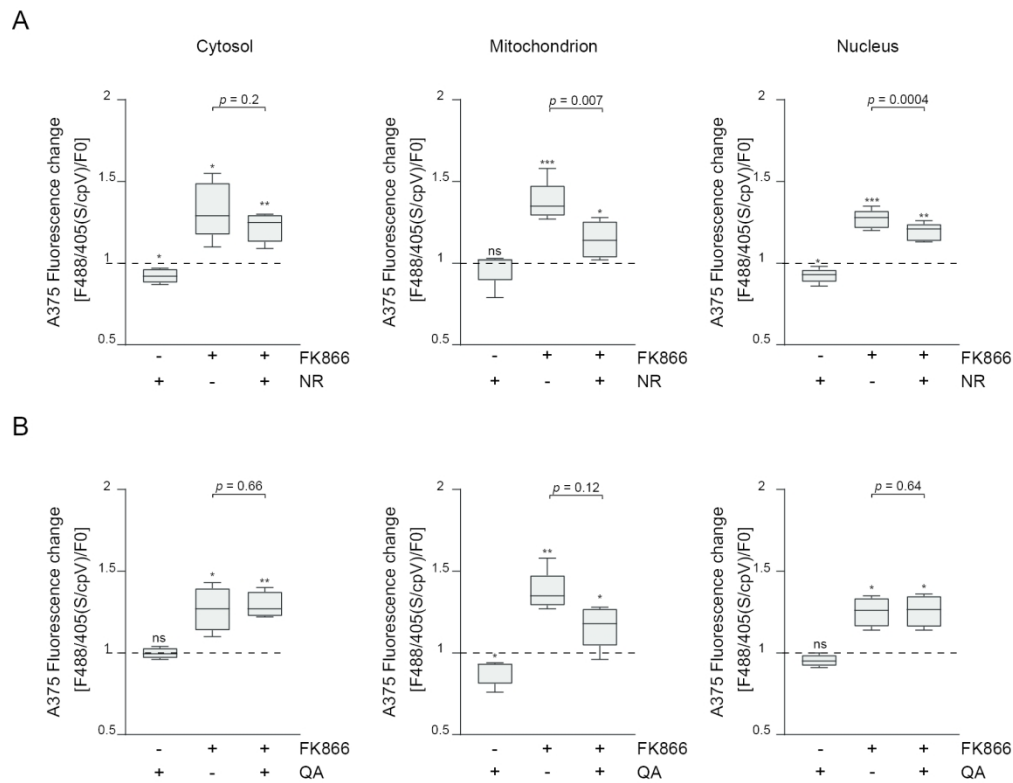 A
Cytosol
Mitochondrion
Nucleus
A375 Fluorescence change
[F488/405(S/cpV)/F0]
2
1.5
1
0.5
*
*
**
p = 0.2
- + + FK866
+ - + NR
A375 Fluorescence change
[F488/405(S/cpV)/F0]
2
1.5
1
0.5
ns
***
*
p = 0.007
- + + FK866
+ - + NR
A375 Fluorescence change
[F488/405(S/cpV)/F0]
2
1.5
1
0.5
*
***
**
p = 0.0004
- + + FK866
+ - + NR
B
A375 Fluorescence change
[F488/405(S/cpV)/F0]
2
1.5
1
0.5
ns
*
**
p = 0.66
- + + FK866
+ - + QA
A375 Fluorescence change
[F488/405(S/cpV)/F0]
2
1.5
1
0.5
*
**
*
p = 0.12
- + + FK866
+ - + QA
A375 Fluorescence change
[F488/405(S/cpV)/F0]
2
1.5
1
0.5
ns
*
*
p = 0.64
- + + FK866
+ - + QA